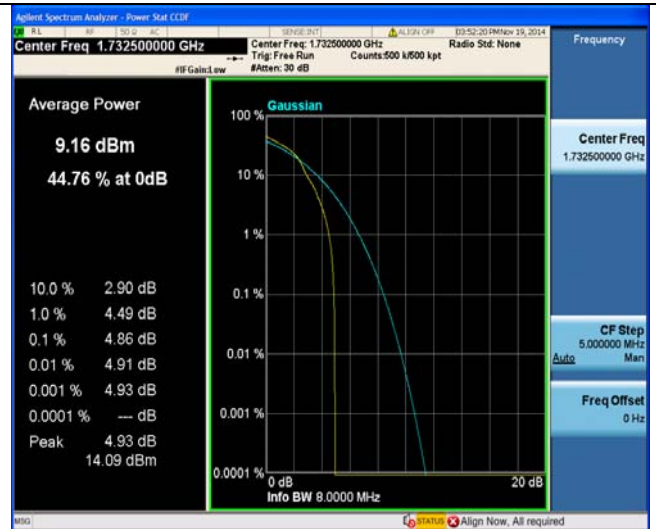 Agilent Spectrum Analyzer - Power Stat CCDF
RL RF 50 Ω AC SENSE:INT ALIGN OFF 03:52:20 PM Nov 19, 2014
Center Freq 1.732500000 GHz
Center Freq: 1.732500000 GHz Radio Std: None
Trig: Free Run Counts:500 k/500 kpt
#IFGain:Low #Atten: 30 dB
Frequency
Average Power
9.16 dBm
44.76 % at 0dB
10.0 % 2.90 dB
1.0 % 4.49 dB
0.1 % 4.86 dB
0.01 % 4.91 dB
0.001 % 4.93 dB
0.0001 % --- dB
Peak 4.93 dB
14.09 dBm
Gaussian
100 %
10 %
1 %
0.1 %
0.01 %
0.001 %
0.0001 %
0 dB 20 dB
Info BW 8.0000 MHz
Center Freq
1.732500000 GHz
CF Step
5.000000 MHz
Auto Man
Freq Offset
0 Hz
MSG STATUS Align Now, All required